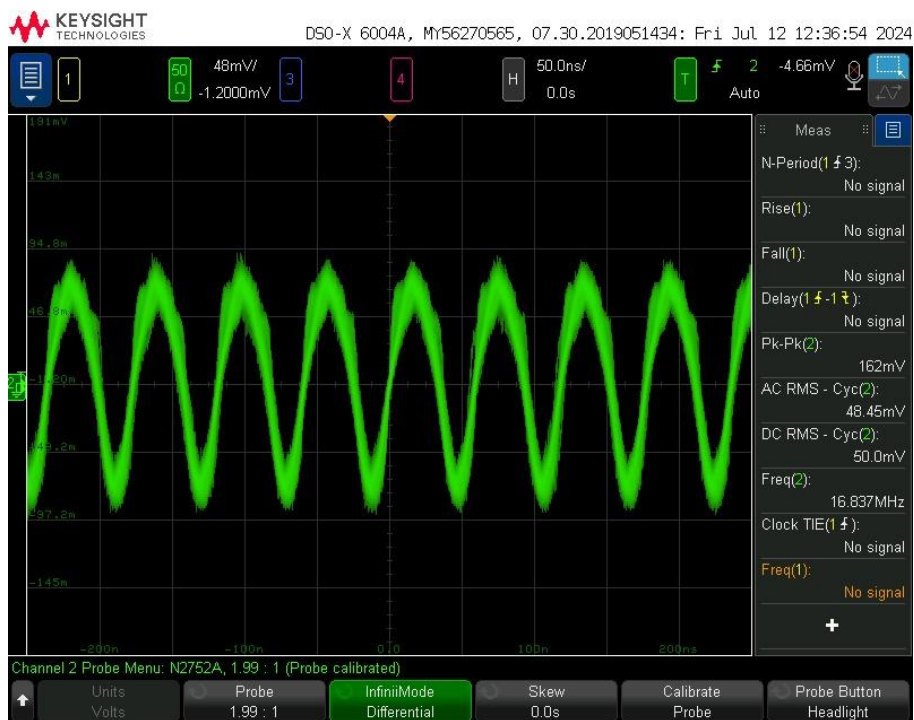 KEYSIGHT
TECHNOLOGIES
DSO-X 6004A, MY56270565, 07.30.2019051434: Fri Jul 12 12:36:54 2024
1
50 Ω
48mV/
-1.2000mV
3
4
H
50.0ns/
0.0s
T
2
-4.66mV
Auto
191mV
143m
94.8m
46.8m
-1.20m
-49.2m
-97.2m
-145m
-200n
-100n
0.0
100n
200ns
Meas
N-Period(1 3):
No signal
Rise(1):
No signal
Fall(1):
No signal
Delay(1 -1 ):
No signal
Pk-Pk(2):
162mV
AC RMS - Cyc(2):
48.45mV
DC RMS - Cyc(2):
50.0mV
Freq(2):
16.837MHz
Clock TIE(1 ):
No signal
Freq(1):
No signal
+
Channel 2 Probe Menu: N2752A, 1.99 : 1 (Probe calibrated)
Units
Volts
Probe
1.99 : 1
InfiniiMode
Differential
Skew
0.0s
Calibrate
Probe
Probe Button
Headlight